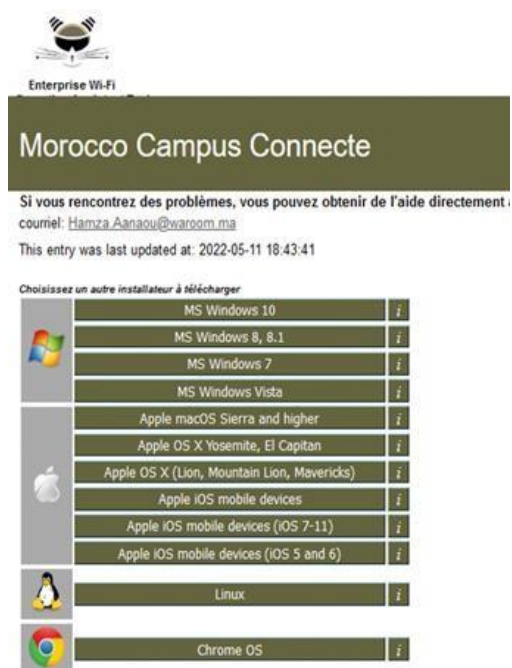 Enterprise Wi-Fi
Morocco Campus Connecte
Si vous rencontrez des problèmes, vous pouvez obtenir de l'aide directement
courriel: Hamza.Aanaou@waroom.ma
This entry was last updated at: 2022-05-11 18:43:41
Choisissez un autre installateur à télécharger
MS Windows 10 i
MS Windows 8, 8.1 i
MS Windows 7 i
MS Windows Vista i
Apple macOS Sierra and higher i
Apple OS X Yosemite, El Capitan i
Apple OS X (Lion, Mountain Lion, Mavericks) i
Apple iOS mobile devices i
Apple iOS mobile devices (iOS 7-11) i
Apple iOS mobile devices (iOS 5 and 6) i
Linux i
Chrome OS i